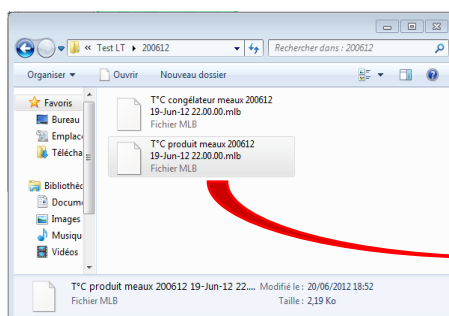 « Test LT ▸ 200612
Rechercher dans : 200612
Organiser ▼ Ouvrir Nouveau dossier
Favoris
Bureau
Emplac
Télécha
Bibliothèc
Docum
Images
Musiqu
Vidéos
T°C congélateur meaux 200612
19-Jun-12 22.00.00.mlb
Fichier MLB
T°C produit meaux 200612
19-Jun-12 22.00.00.mlb
Fichier MLB
T°C produit meaux 200612 19-Jun-12 22.... Modifié le : 20/06/2012 18:52
Fichier MLB Taille : 2,19 Ko